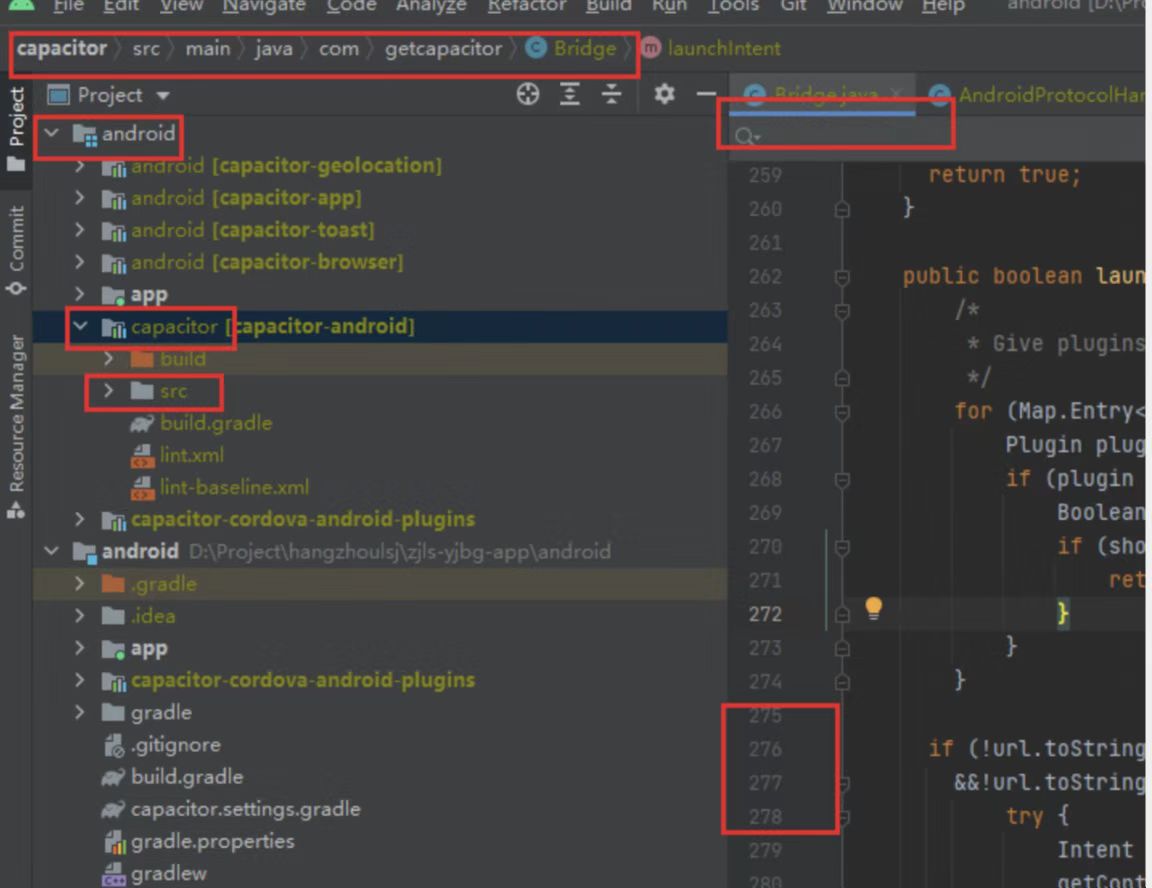 File Edit View Navigate Code Analyze Refactor Build Run Tools Git Window Help android [D:\Pro
capacitor src main java com getcapacitor Bridge launchIntent
Project
Bridge.java AndroidProtocolHan
Project
Commit
Resource Manager
android
android [capacitor-geolocation]
android [capacitor-app]
android [capacitor-toast]
android [capacitor-browser]
app
capacitor [capacitor-android]
build
src
build.gradle
lint.xml
lint-baseline.xml
capacitor-cordova-android-plugins
android D:\Project\hangzhoulsj\zjls-yjbg-app\android
.gradle
.idea
app
capacitor-cordova-android-plugins
gradle
.gitignore
build.gradle
capacitor.settings.gradle
gradle.properties
gradlew
259 return true;
260 }
261
262 public boolean laun
263 /*
264 * Give plugins
265 */
266 for (Map.Entry<
267 Plugin plug
268 if (plugin
269 Boolean
270 if (sho
271 ret
272 }
273 }
274 }
275
276 if (!url.toString
277 &&!url.toString
278 try {
279 Intent
280 getCont